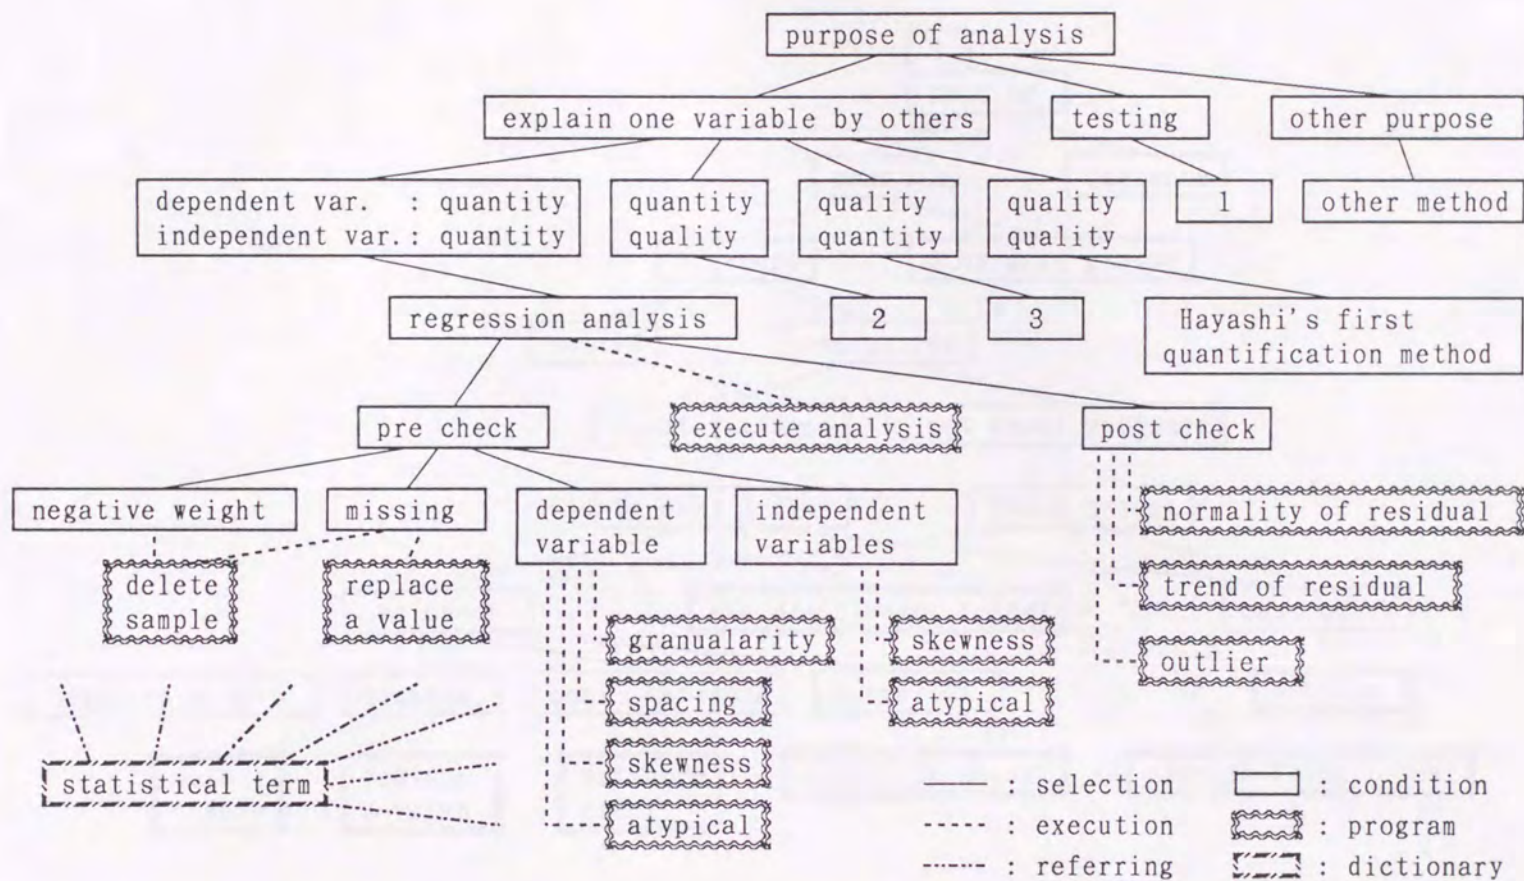 purpose of analysis
explain one variable by others
testing
other purpose
dependent var. : quantity
independent var. : quantity
quantity
quality
quality
quantity
quality
quality
1
other method
regression analysis
2
3
Hayashi's first
quantification method
pre check
execute analysis
post check
negative weight
missing
dependent
variable
independent
variables
normality of residual
delete
sample
replace
a value
trend of residual
granualarity
skewness
outlier
spacing
atypical
skewness
statistical term
atypical
: selection
: condition
: execution
: program
: referring
: dictionary